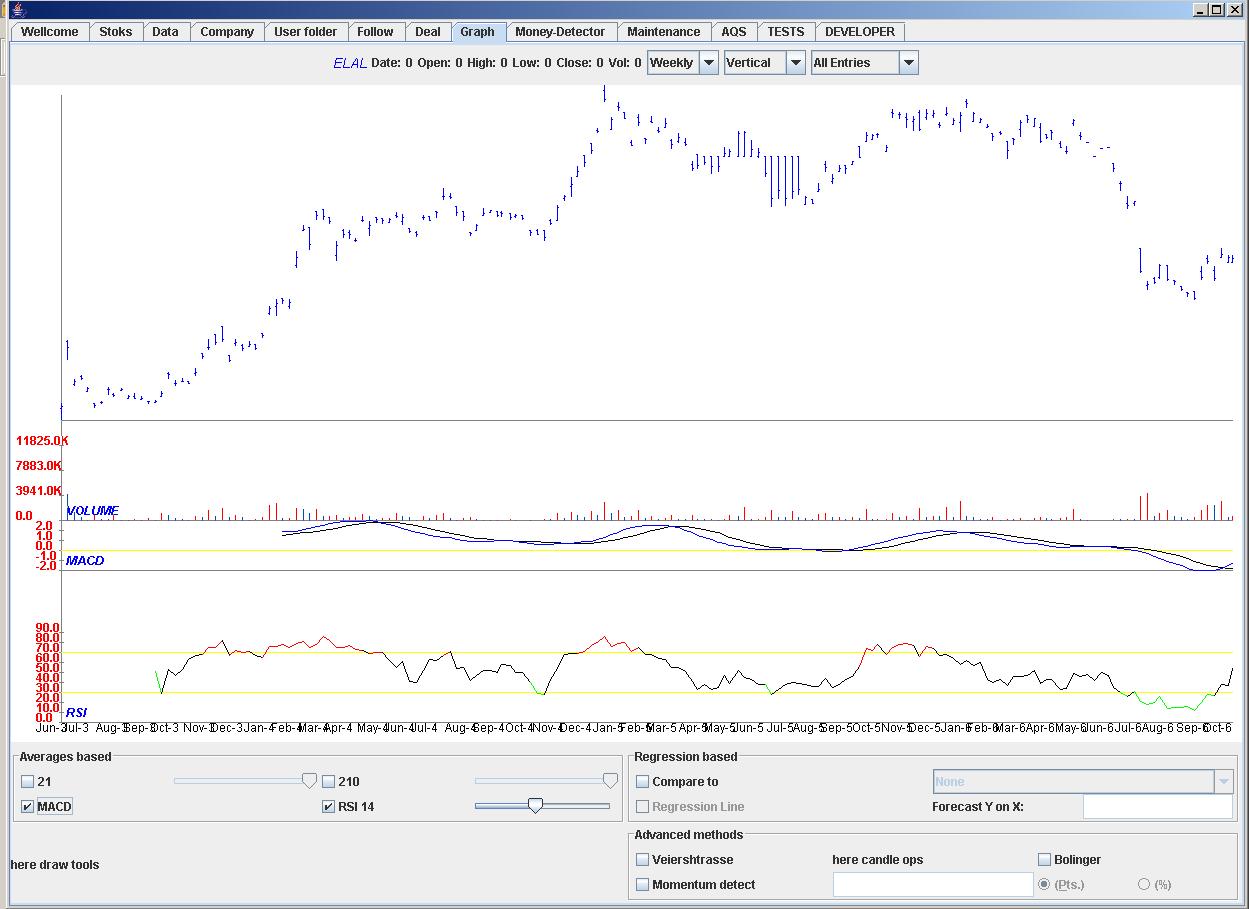 Wellcome Stoks Data Company User folder Follow Deal Graph Money-Detector Maintenance AQS TESTS DEVELOPER
ELAL Date: 0 Open: 0 High: 0 Low: 0 Close: 0 Vol: 0 Weekly Vertical All Entries
11825.0K
7883.0K
3941.0K
0.0
VOLUME
2.0
1.0
0.0
-1.0
-2.0
MACD
90.0
80.0
70.0
60.0
50.0
40.0
30.0
20.0
10.0
0.0
RSI
Jun-3 Jul-3 Aug-3 Sep-3 Oct-3 Nov-3 Dec-3 Jan-4 Feb-4 Mar-4 Apr-4 May-4 Jun-4 Jul-4 Aug-4 Sep-4 Oct-4 Nov-4 Dec-4 Jan-5 Feb-5 Mar-5 Apr-5 May-5 Jun-5 Jul-5 Aug-5 Sep-5 Oct-5 Nov-5 Dec-5 Jan-6 Feb-6 Mar-6 Apr-6 May-6 Jun-6 Jul-6 Aug-6 Sep-6 Oct-6
Averages based
21 210
MACD RSI 14
Regression based
Compare to None
Regression Line Forecast Y on X:
here draw tools
Advanced methods
Veiershtrasse here candle ops Bolinger
Momentum detect (Pts.) (%)